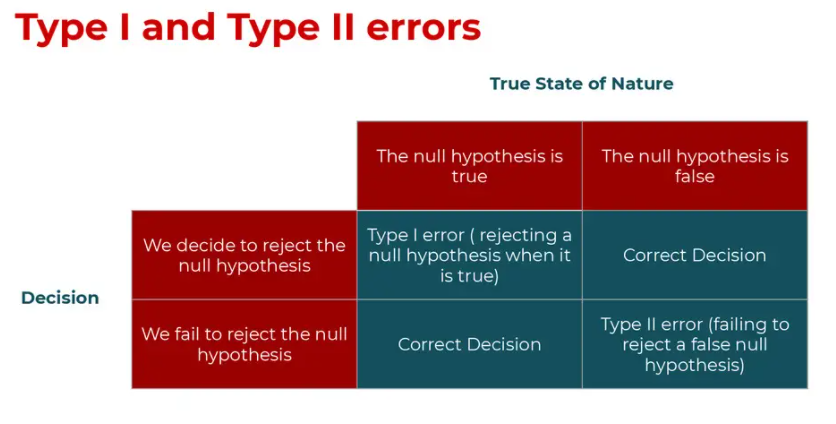 Type I and Type II errors
True State of Nature
The null hypothesis is
true
The null hypothesis is
false
We decide to reject the
null hypothesis
Type I error ( rejecting a
null hypothesis when it
is true)
Correct Decision
Decision
We fail to reject the null
hypothesis
Correct Decision
Type II error (failing to
reject a false null
hypothesis)